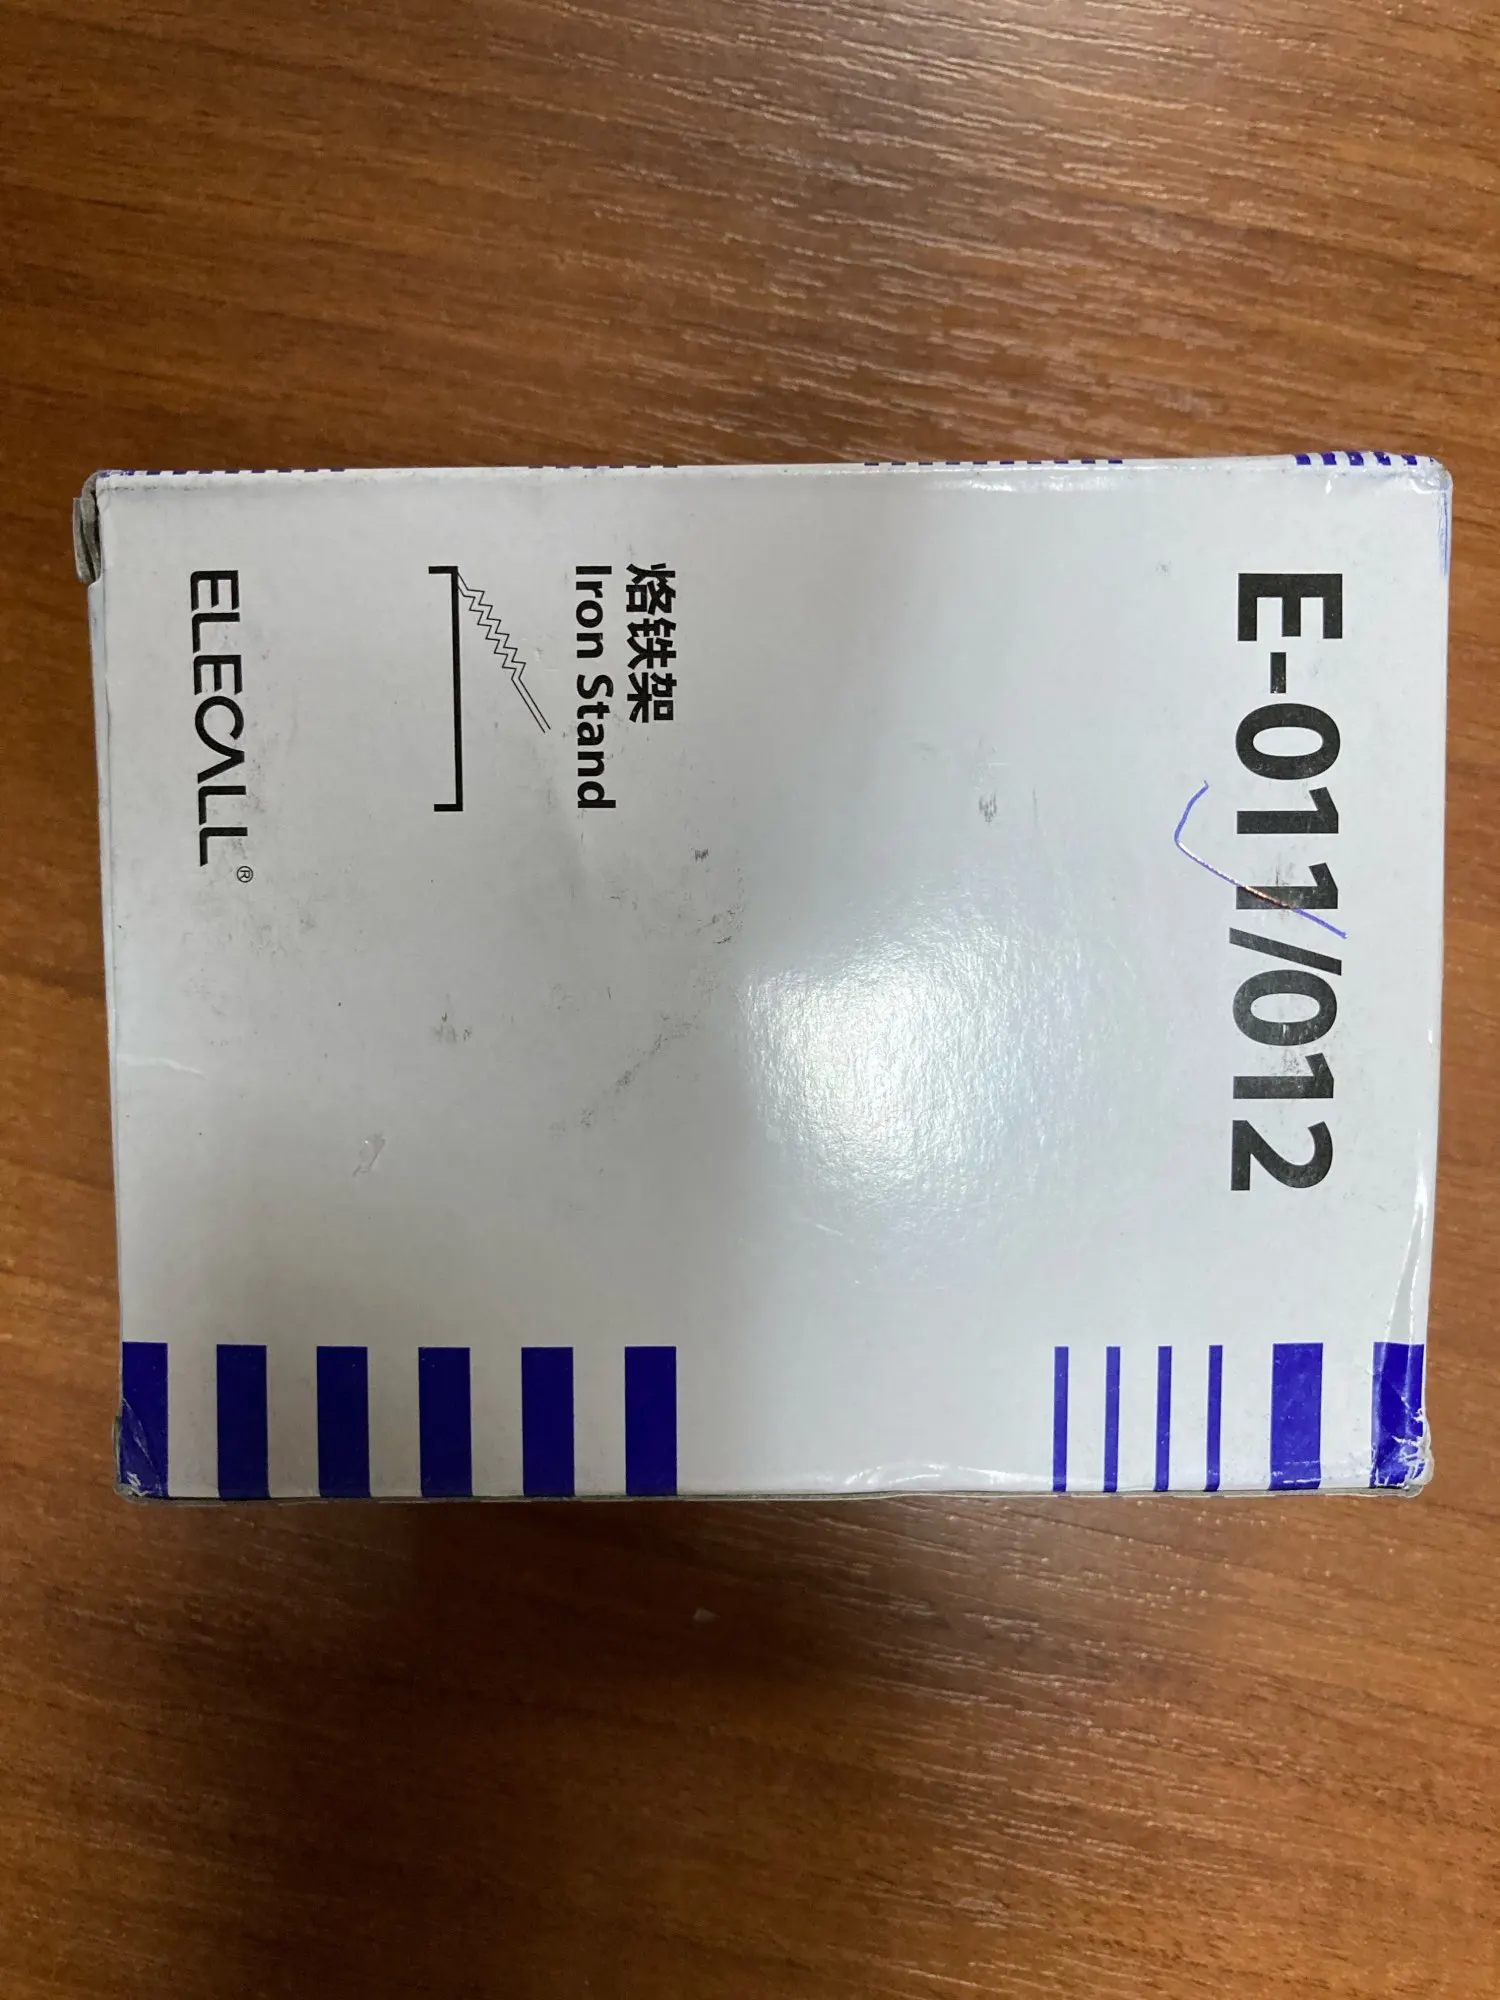 E-011/012
烙铁架
Iron Stand
ELECALL®